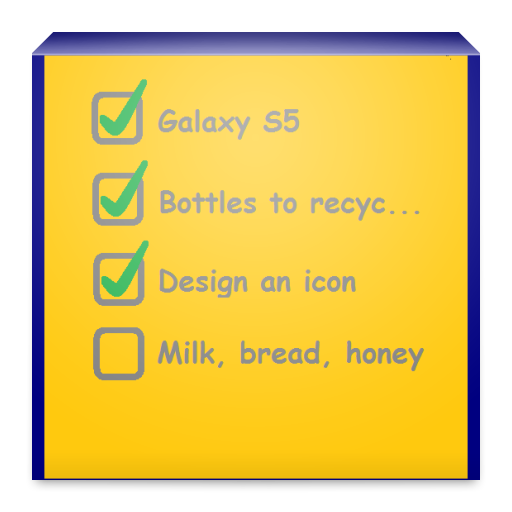 Galaxy S5
Bottles to recyc...
Design an icon
Milk, bread, honey